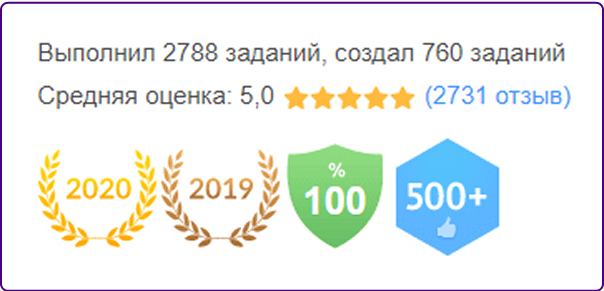 Выполнил 2788 заданий, создал 760 заданий
Средняя оценка: 5,0 (2731 отзыв)
2020 2019 % 100 500+